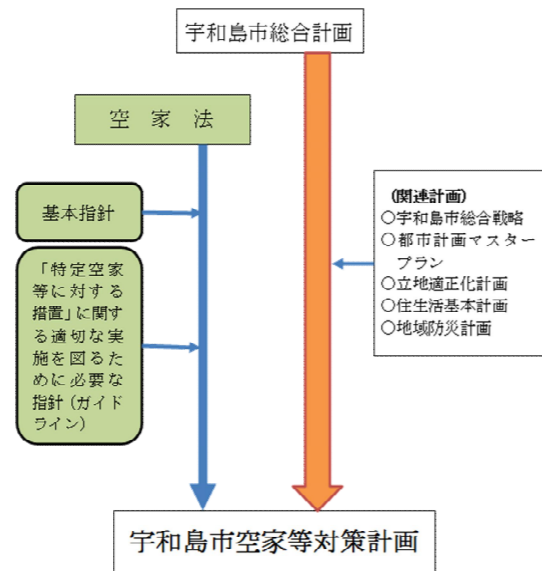 宇和島市総合計画
空 家 法
基本指針
「特定空家
等に対する
措置」に関
する適切な実
施を図るため
に必要な
指針(ガイド
ライン)
(関連計画)
○宇和島市総合戦略
○都市計画マスター
プラン
○立地適正化計画
○住生活基本計画
○地域防災計画
宇和島市空家等対策計画